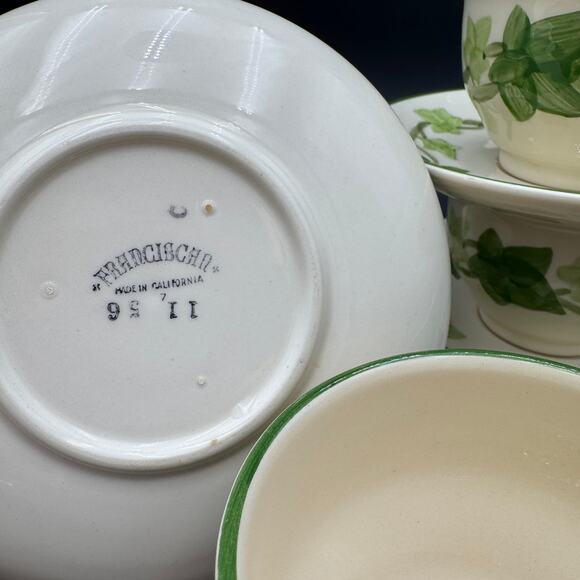 C
* FRANCISCAN *
MADE IN CALIFORNIA
7
11 56